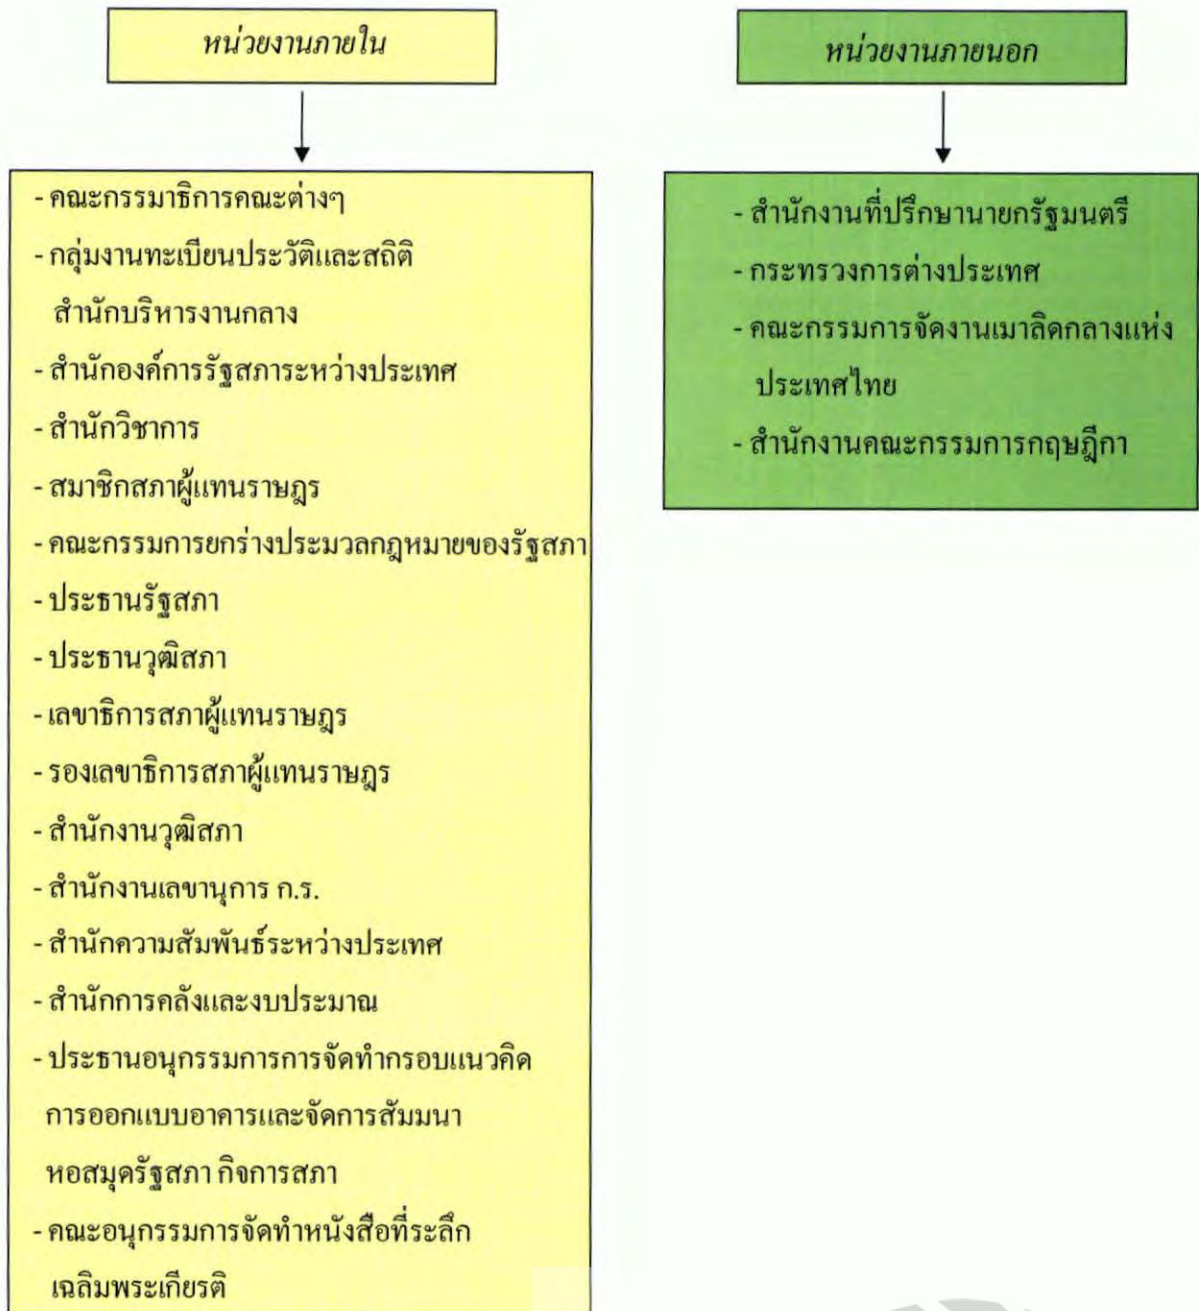 หน่วยงานภายใน
- คณะกรรมาธิการคณะต่างๆ
- กลุ่มงานทะเบียนประวัติและสถิติ
สำนักบริหารงานกลาง
- สำนักองค์การรัฐสภาระหว่างประเทศ
- สำนักวิชาการ
- สมาชิกสภาผู้แทนราษฎร
- คณะกรรมการยกร่างประมวลกฎหมายของรัฐสภา
- ประธานรัฐสภา
- ประธานวุฒิสภา
- เลขาธิการสภาผู้แทนราษฎร
- รองเลขาธิการสภาผู้แทนราษฎร
- สำนักงานวุฒิสภา
- สำนักงานเลขานุการ ก.ร.
- สำนักความสัมพันธ์ระหว่างประเทศ
- สำนักการคลังและงบประมาณ
- ประธานอนุกรรมการการจัดทำกรอบแนวคิด
การออกแบบอาคารและจัดการสัมมนา
หอสมุดรัฐสภา กิจการสภา
- คณะอนุกรรมการจัดทำหนังสือที่ระลึก
เฉลิมพระเกียรติ
หน่วยงานภายนอก
- สำนักงานที่ปรึกษานายกรัฐมนตรี
- กระทรวงการต่างประเทศ
- คณะกรรมการจัดงานเมาลิดกลางแห่ง
ประเทศไทย
- สำนักงานคณะกรรมการกฤษฎีกา